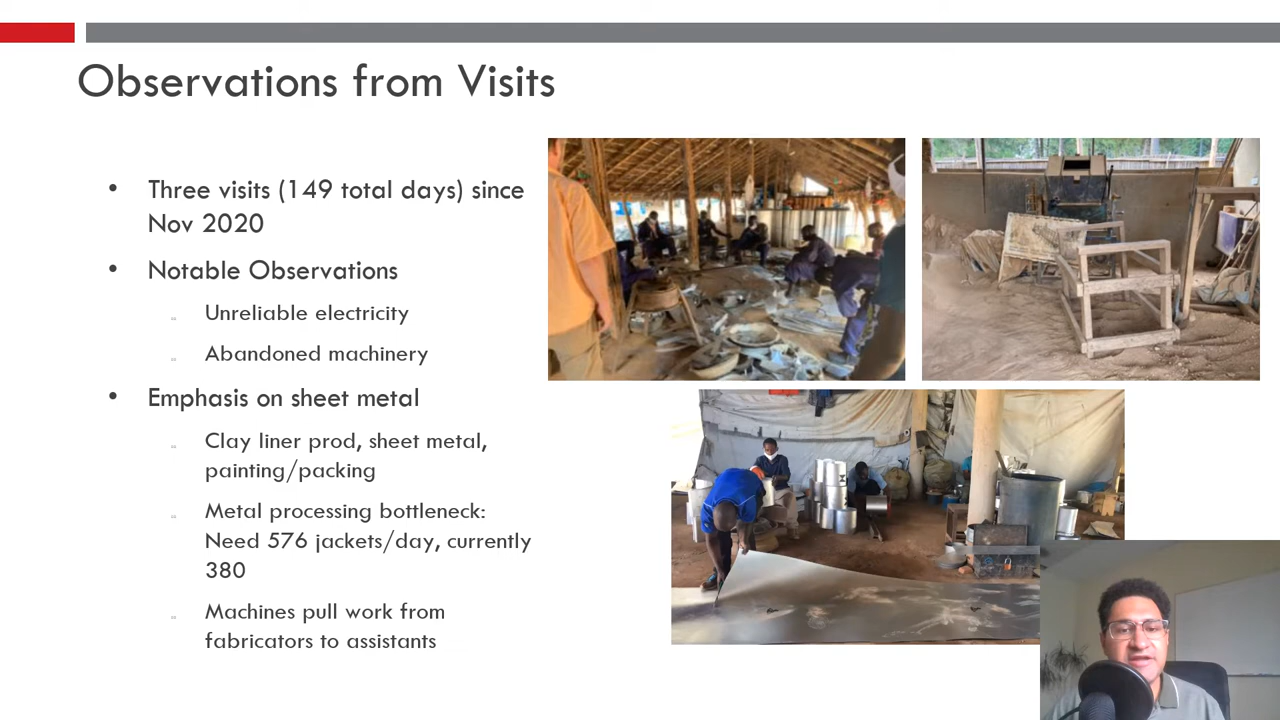 Observations from Visits
• Three visits (149 total days) since
Nov 2020
• Notable Observations
Unreliable electricity
Abandoned machinery
• Emphasis on sheet metal
Clay liner prod, sheet metal,
painting/packing
Metal processing bottleneck:
Need 576 jackets/day, currently
380
Machines pull work from
fabricators to assistants